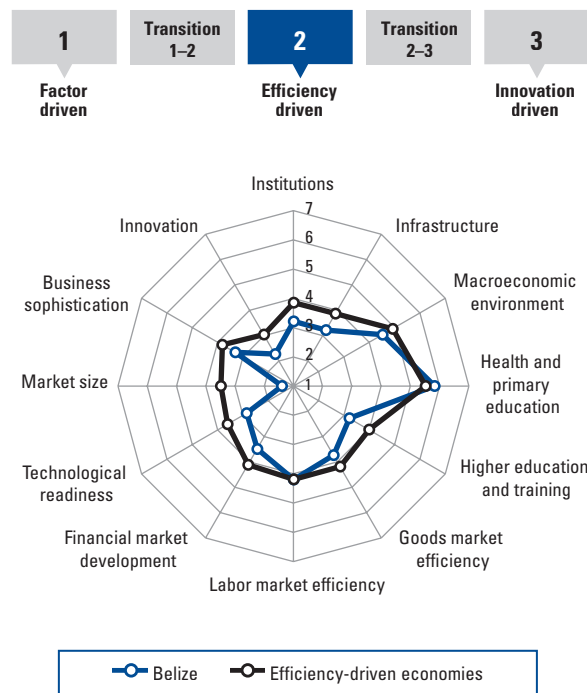 1
Transition
1–2
2
Transition
2–3
3
Factor
driven
Efficiency
driven
Innovation
driven
Institutions
Infrastructure
Macroeconomic
environment
Health and
primary
education
Higher education
and training
Goods market
efficiency
Labor market efficiency
Financial market
development
Technological
readiness
Market size
Business
sophistication
Innovation
7
6
5
4
3
2
1
Belize
Efficiency-driven economies